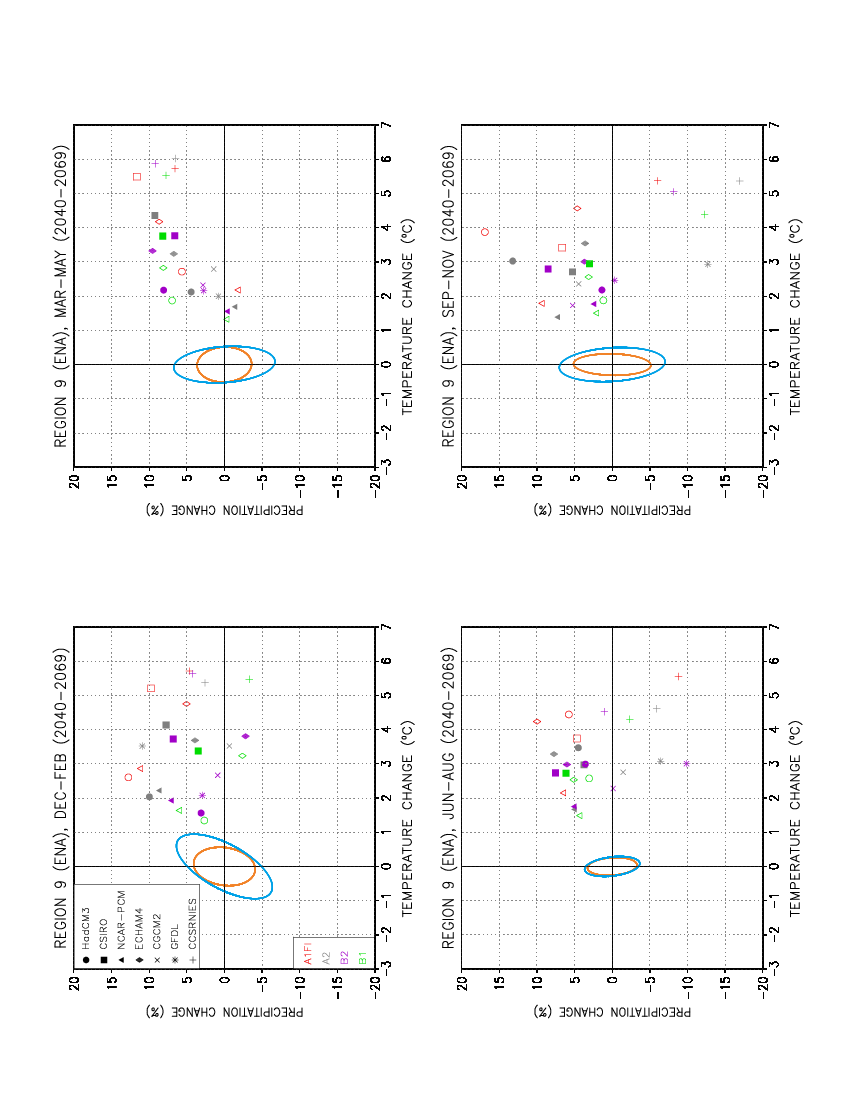 REGION 9 (ENA), DEC-FEB (2040-2069)
PRECIPITATION CHANGE (%)
20
15
10
5
0
-5
-10
-15
-20
HadCM3
CSIRO
NCAR-PCM
ECHAM4
CGCM2
GFDL
CCSRNIES
A1FI
A2
B2
B1
-3 -2 -1 0 1 2 3 4 5 6 7
TEMPERATURE CHANGE (ºC)
REGION 9 (ENA), MAR-MAY (2040-2069)
PRECIPITATION CHANGE (%)
20
15
10
5
0
-5
-10
-15
-20
-3 -2 -1 0 1 2 3 4 5 6 7
TEMPERATURE CHANGE (ºC)
REGION 9 (ENA), JUN-AUG (2040-2069)
PRECIPITATION CHANGE (%)
20
15
10
5
0
-5
-10
-15
-20
-3 -2 -1 0 1 2 3 4 5 6 7
TEMPERATURE CHANGE (ºC)
REGION 9 (ENA), SEP-NOV (2040-2069)
PRECIPITATION CHANGE (%)
20
15
10
5
0
-5
-10
-15
-20
-3 -2 -1 0 1 2 3 4 5 6 7
TEMPERATURE CHANGE (ºC)